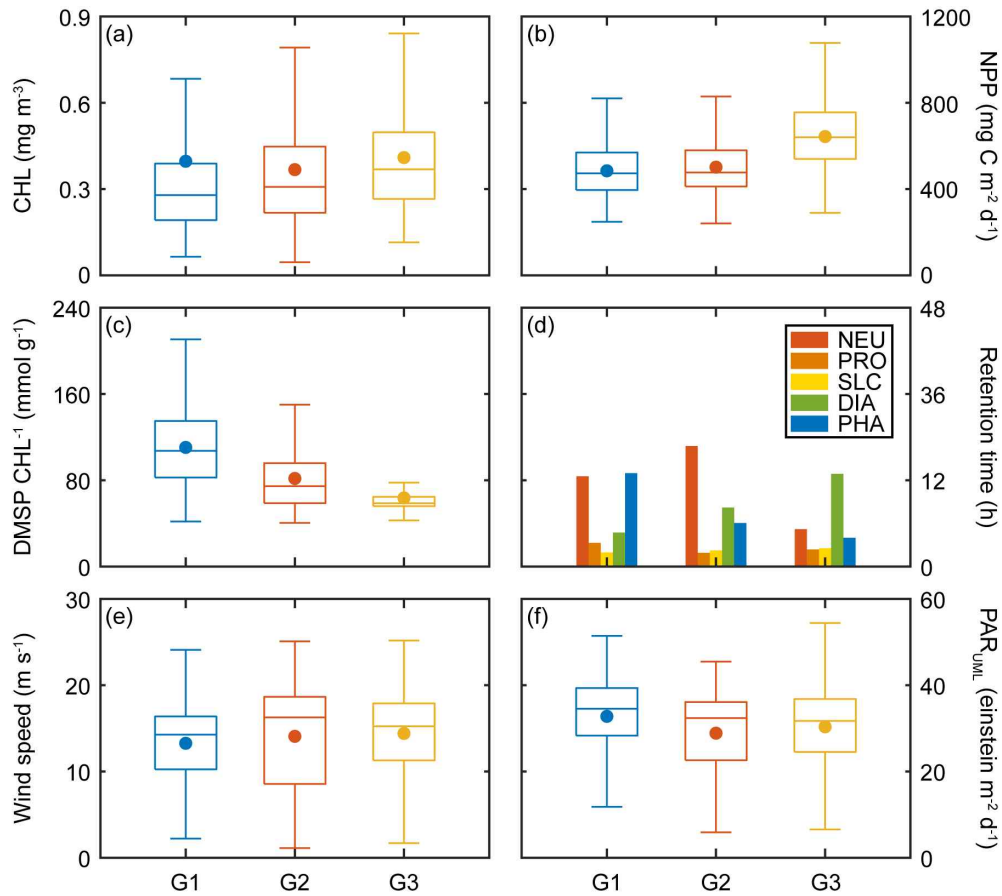 (a)
CHL (mg m⁻³)
0.9
0.6
0.3
0
(b)
NPP (mg C m⁻² d⁻¹)
1200
800
400
0
(c)
DMSP CHL⁻¹ (mmol g⁻¹)
240
160
80
0
(d)
NEU
PRO
SLC
DIA
PHA
Retention time (h)
48
36
12
0
(e)
Wind speed (m s⁻¹)
30
20
10
0
G1 G2 G3
(f)
PAR_UML (einstein m⁻² d⁻¹)
60
40
20
0
G1 G2 G3